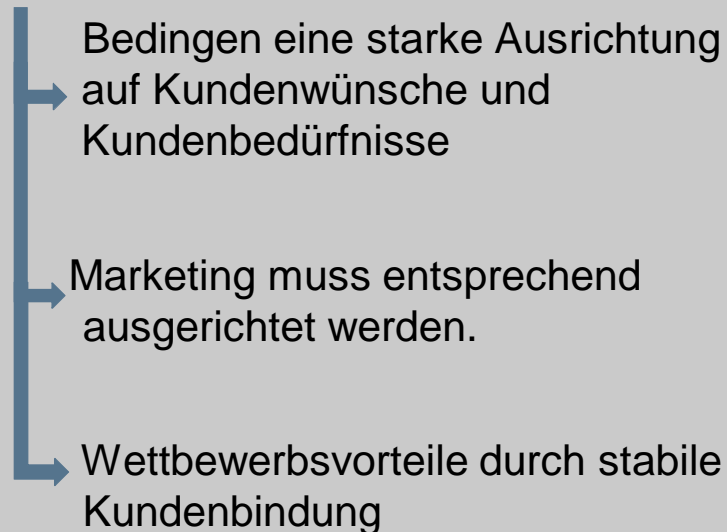 Bedingen eine starke Ausrichtung
auf Kundenwünsche und
Kundenbedürfnisse
Marketing muss entsprechend
ausgerichtet werden.
Wettbewerbsvorteile durch stabile
Kundenbindung